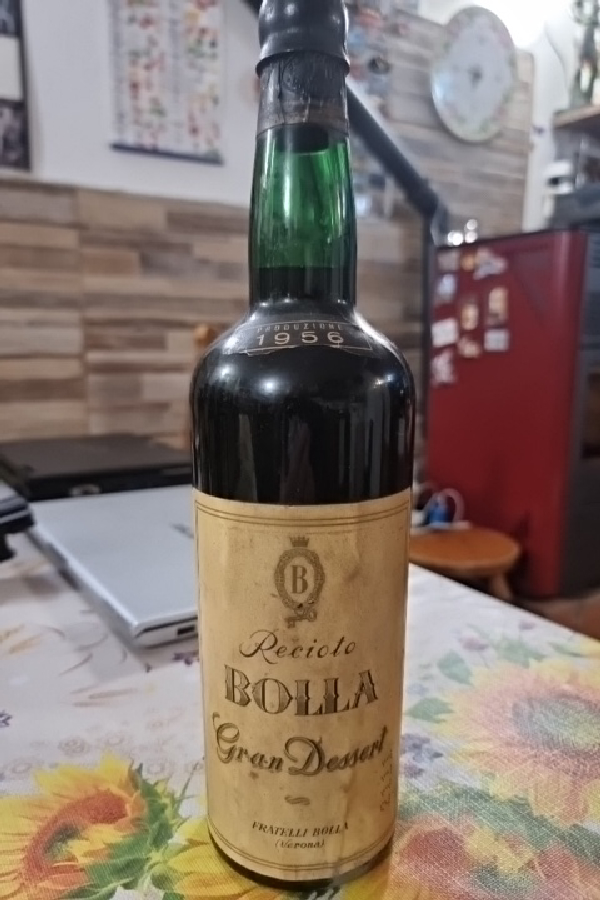 PRODUZIONE
1956
B
Recioto
BOLLA
Gran Dessert
FRATELLI BOLLA
(Verona)